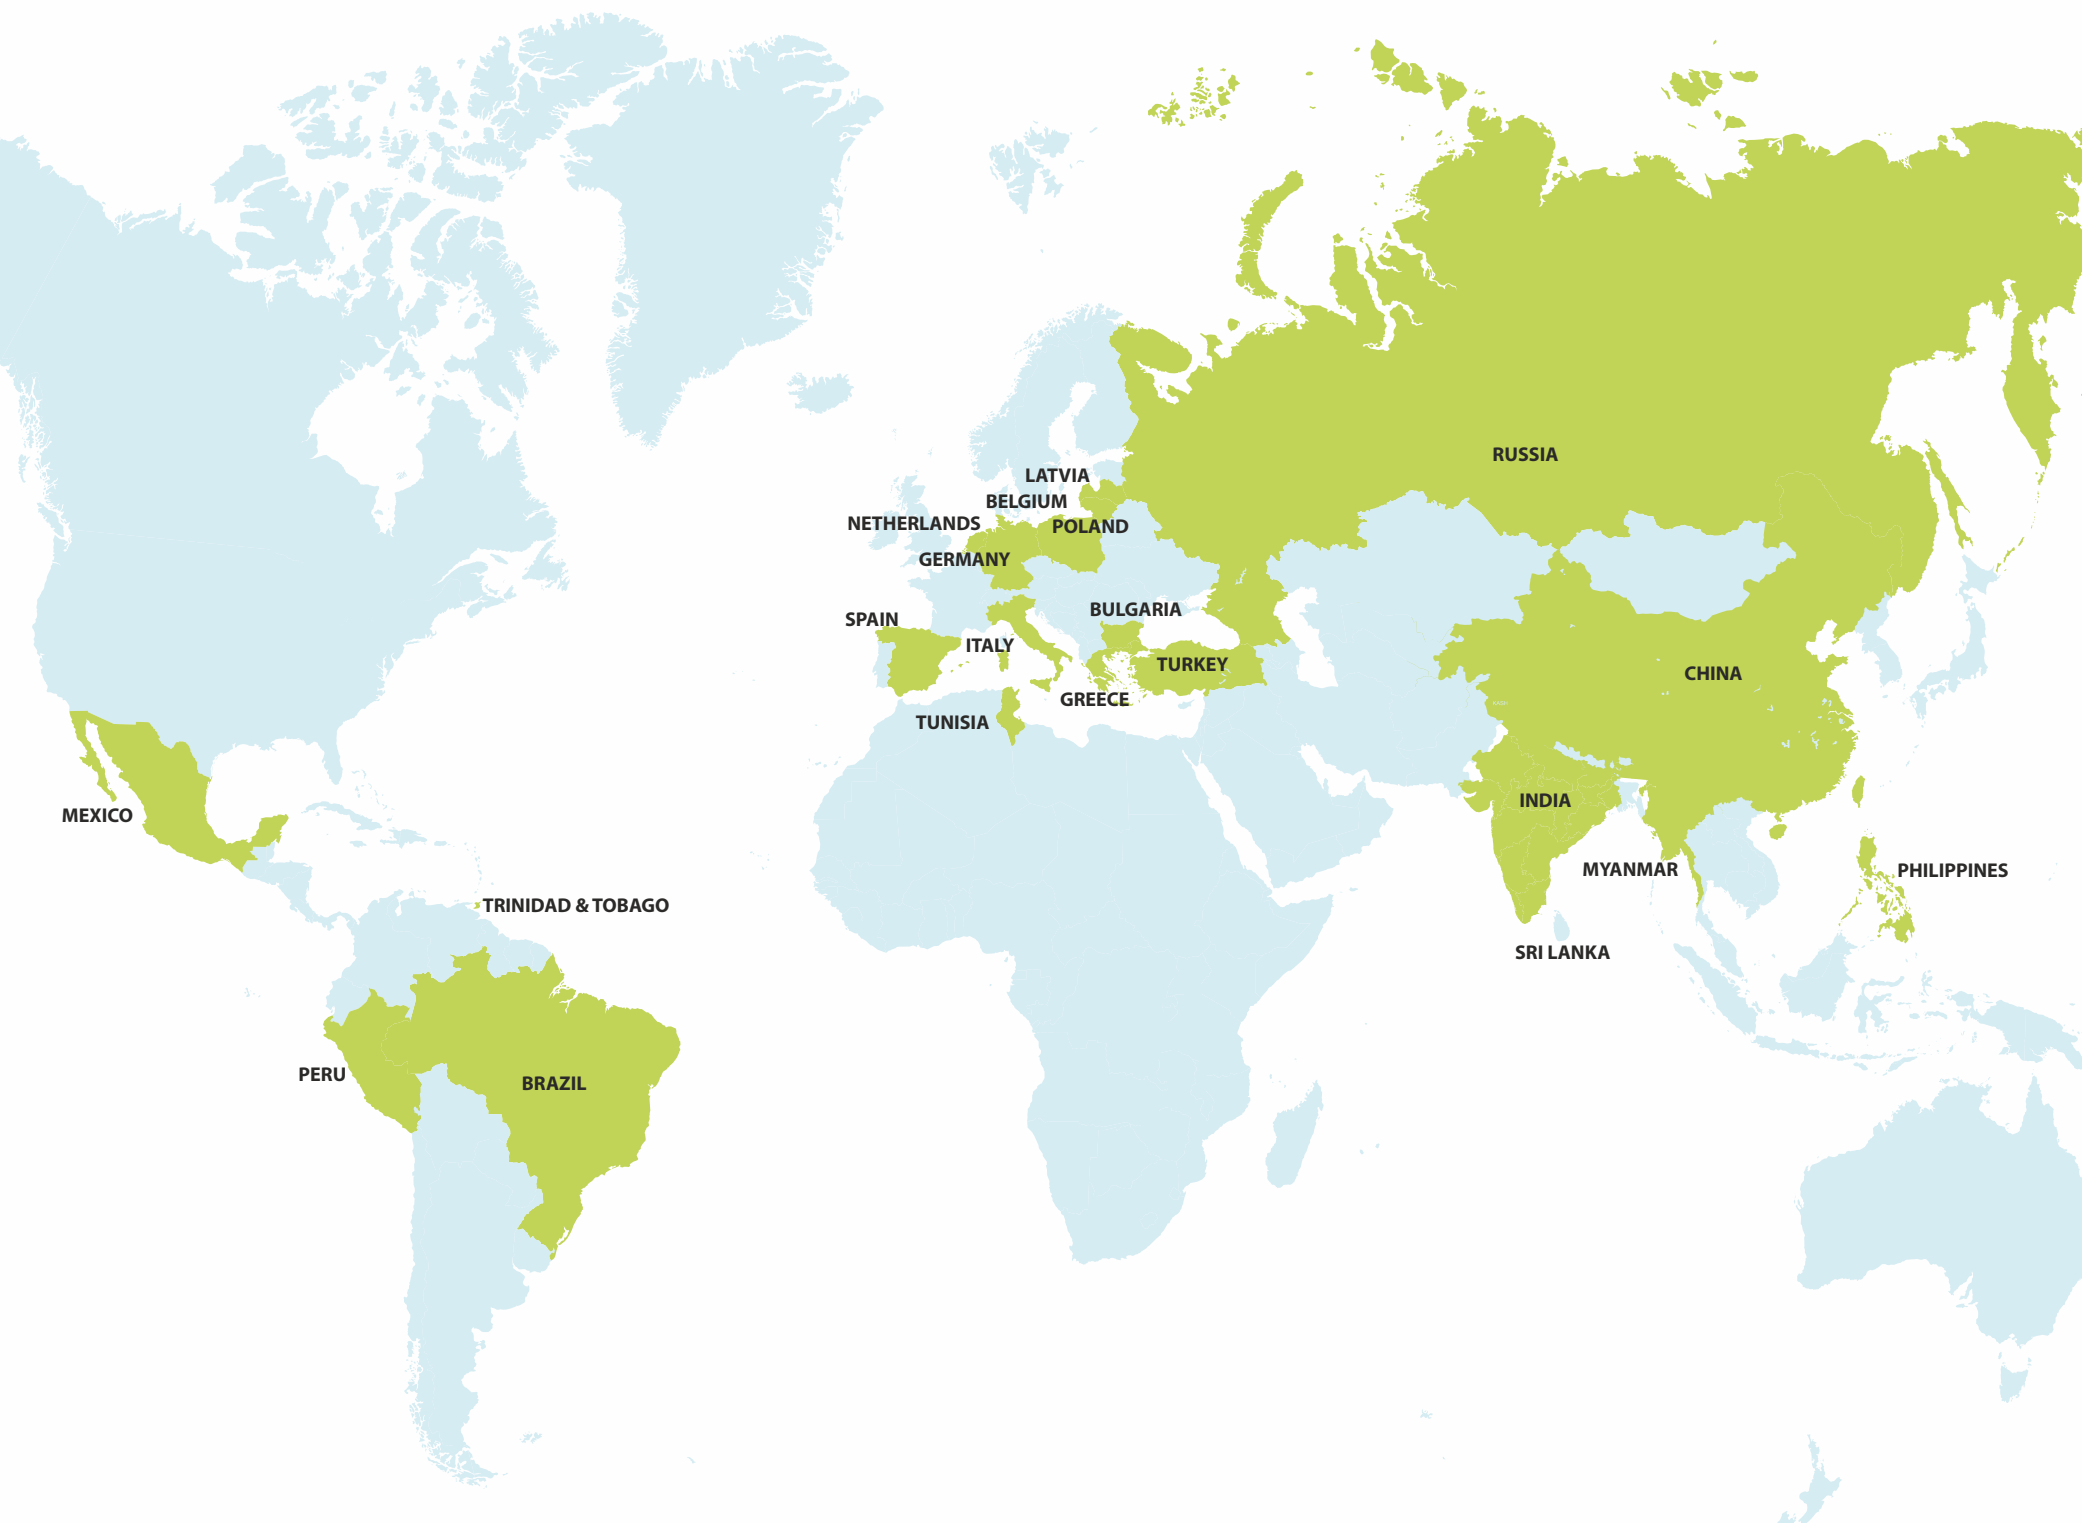 RUSSIA
LATVIA
BELGIUM
NETHERLANDS
POLAND
GERMANY
BULGARIA
SPAIN
ITALY
TURKEY
CHINA
GREECE
TUNISIA
INDIA
MEXICO
MYANMAR
PHILIPPINES
TRINIDAD & TOBAGO
SRI LANKA
PERU
BRAZIL